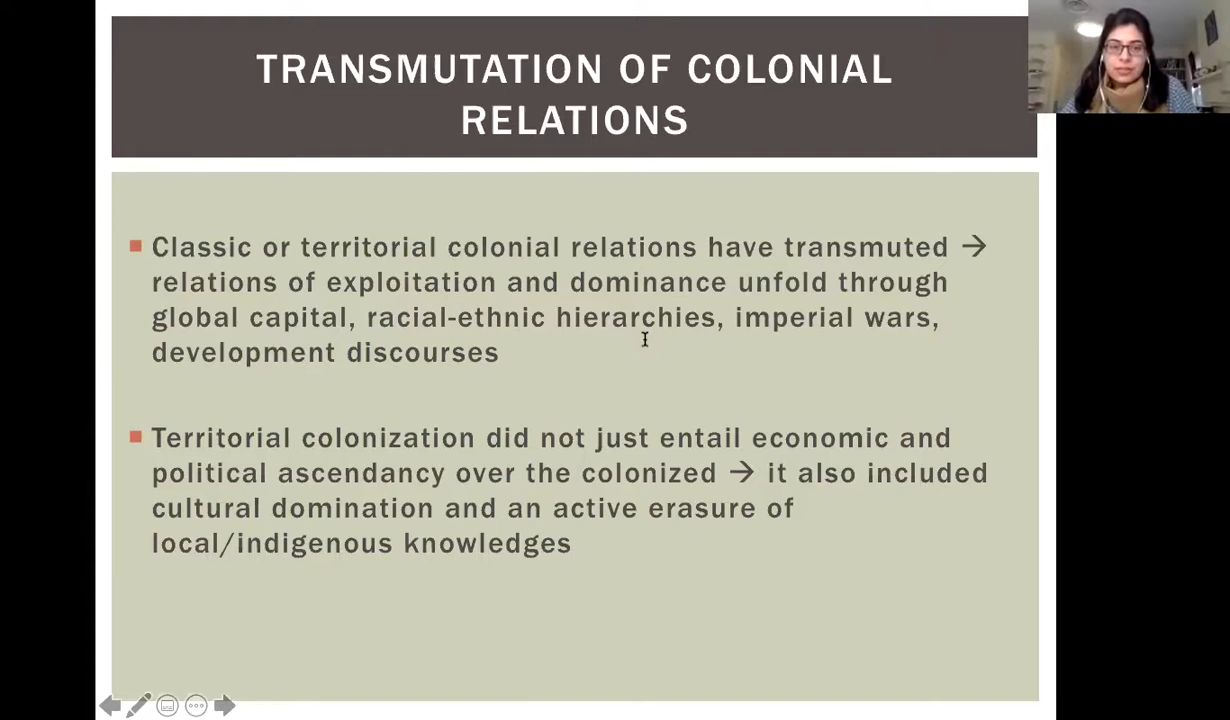 TRANSMUTATION OF COLONIAL
RELATIONS
Classic or territorial colonial relations have transmuted →
relations of exploitation and dominance unfold through
global capital, racial-ethnic hierarchies, imperial wars,
development discourses
Territorial colonization did not just entail economic and
political ascendancy over the colonized → it also included
cultural domination and an active erasure of
local/indigenous knowledges